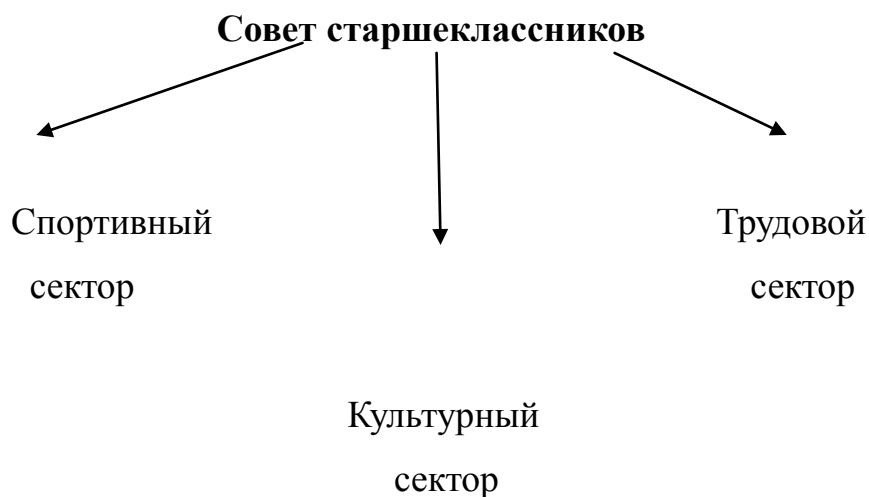 Совет старшеклассников
Спортивный
сектор
Трудовой
сектор
Культурный
сектор